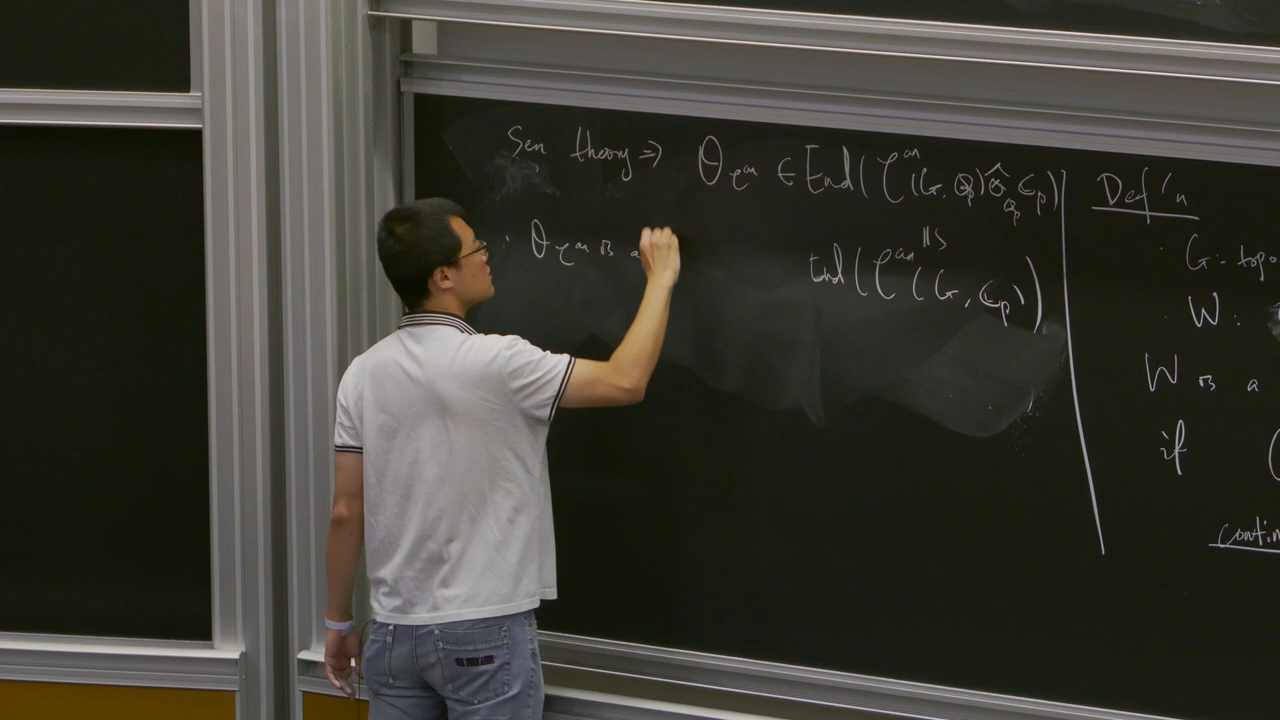 Sen theory ⇒ θ_{𝒞^{an}} ∈ End(𝒞^{an}(G, ℚ_p) ⊗̂_{ℚ_p} ℂ_p)
· θ_{𝒞^{an}} is a
∥ς
End(𝒞^{an}(G, ℂ_p))
Def'n
· G: topo
· W:
W is a
if (
contin